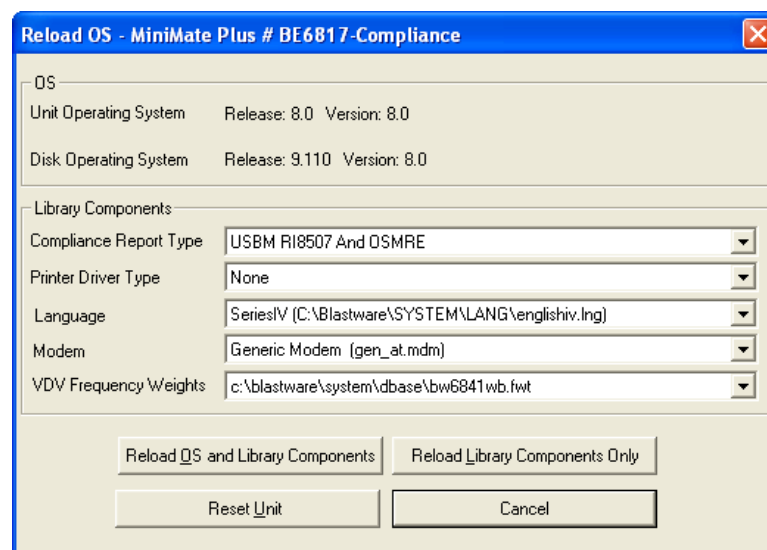 Reload OS - MiniMate Plus # BE6817-Compliance
OS
Unit Operating System Release: 8.0 Version: 8.0
Disk Operating System Release: 9.110 Version: 8.0
Library Components
Compliance Report Type USBM RI8507 And OSMRE
Printer Driver Type None
Language SeriesIV (C:\Blastware\SYSTEM\LANG\englishiv.lng)
Modem Generic Modem (gen_at.mdm)
VDV Frequency Weights c:\blastware\system\dbase\bw6841wb.fwt
Reload OS and Library Components Reload Library Components Only
Reset Unit Cancel